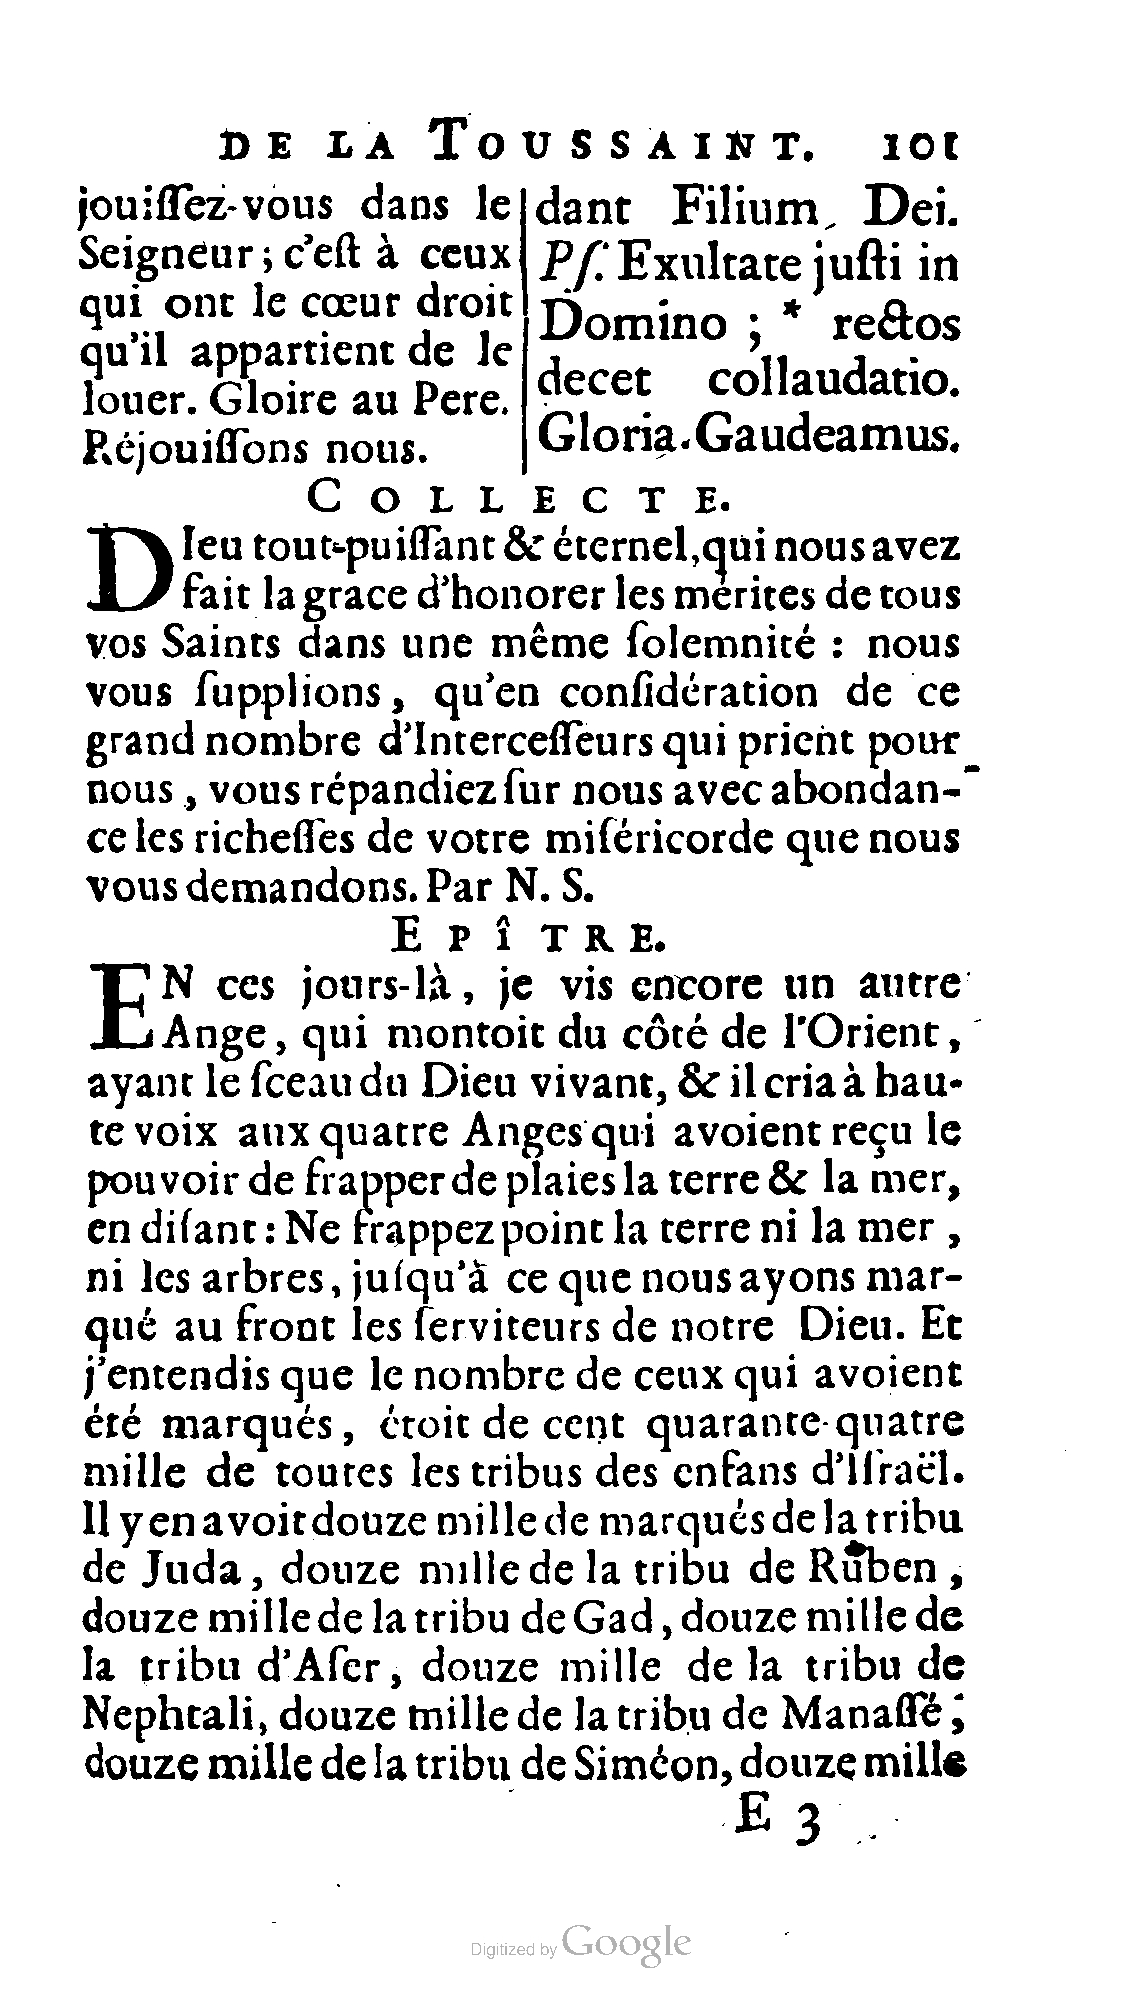 DE LA TOUSSAINT. 101
jouiſſez-vous dans le
Seigneur ; c'eſt à ceux
qui ont le cœur droit
qu'il appartient de le
louer. Gloire au Pere.
Réjouiſſons nous.
dant Filium Dei.
Pſ. Exultate juſti in
Domino ; * rectos
decet collaudatio.
Gloria. Gaudeamus.
COLLECTE.
DIeu tout-puiſſant & éternel, qui nous avez
fait la grace d'honorer les mérites de tous
vos Saints dans une même ſolemnité : nous
vous ſupplions, qu'en conſidération de ce
grand nombre d'Interceſſeurs qui prient pour
nous, vous répandiez ſur nous avec abondan-
ce les richeſſes de votre miſéricorde que nous
vous demandons. Par N. S.
EPÎTRE.
EN ces jours-là, je vis encore un autre
Ange, qui montoit du côté de l'Orient,
ayant le ſceau du Dieu vivant, & il cria à hau-
te voix aux quatre Anges qui avoient reçu le
pouvoir de frapper de plaies la terre & la mer,
en diſant : Ne frappez point la terre ni la mer,
ni les arbres, juſqu'à ce que nous ayons mar-
qué au front les ſerviteurs de notre Dieu. Et
j'entendis que le nombre de ceux qui avoient
été marqués, étoit de cent quarante-quatre
mille de toutes les tribus des enfans d'Iſraël.
Il y en avoit douze mille de marqués de la tribu
de Juda, douze mille de la tribu de Ruben,
douze mille de la tribu de Gad, douze mille de
la tribu d'Aſer, douze mille de la tribu de
Nephtali, douze mille de la tribu de Manaſſé ;
douze mille de la tribu de Siméon, douze mille
E 3
Digitized by Google